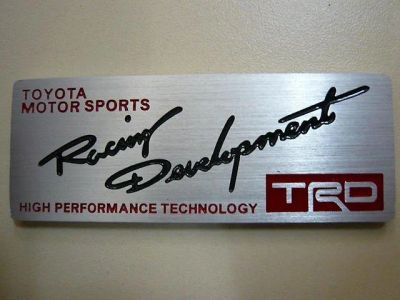 TOYOTA
MOTOR SPORTS
Racing
Development
HIGH PERFORMANCE TECHNOLOGY
TRD